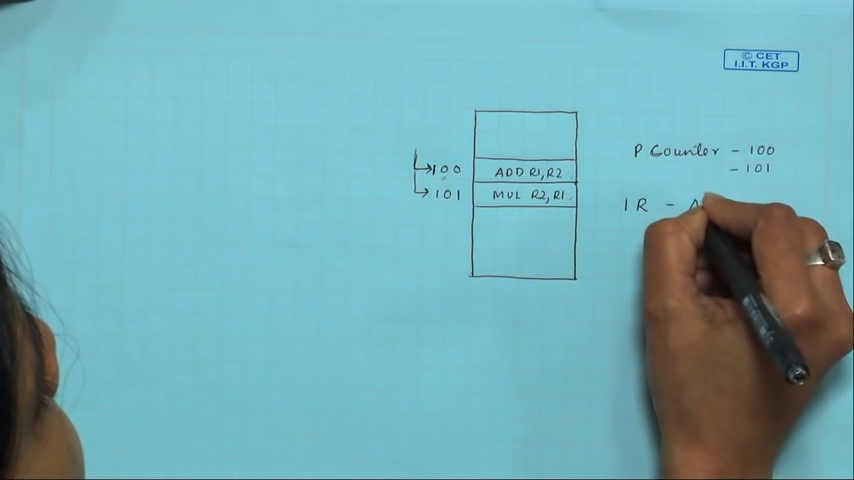 © CET
I.I.T. KGP
P Counter - 100
- 101
100 ADD R1, R2
101 MUL R2, R1
IR -